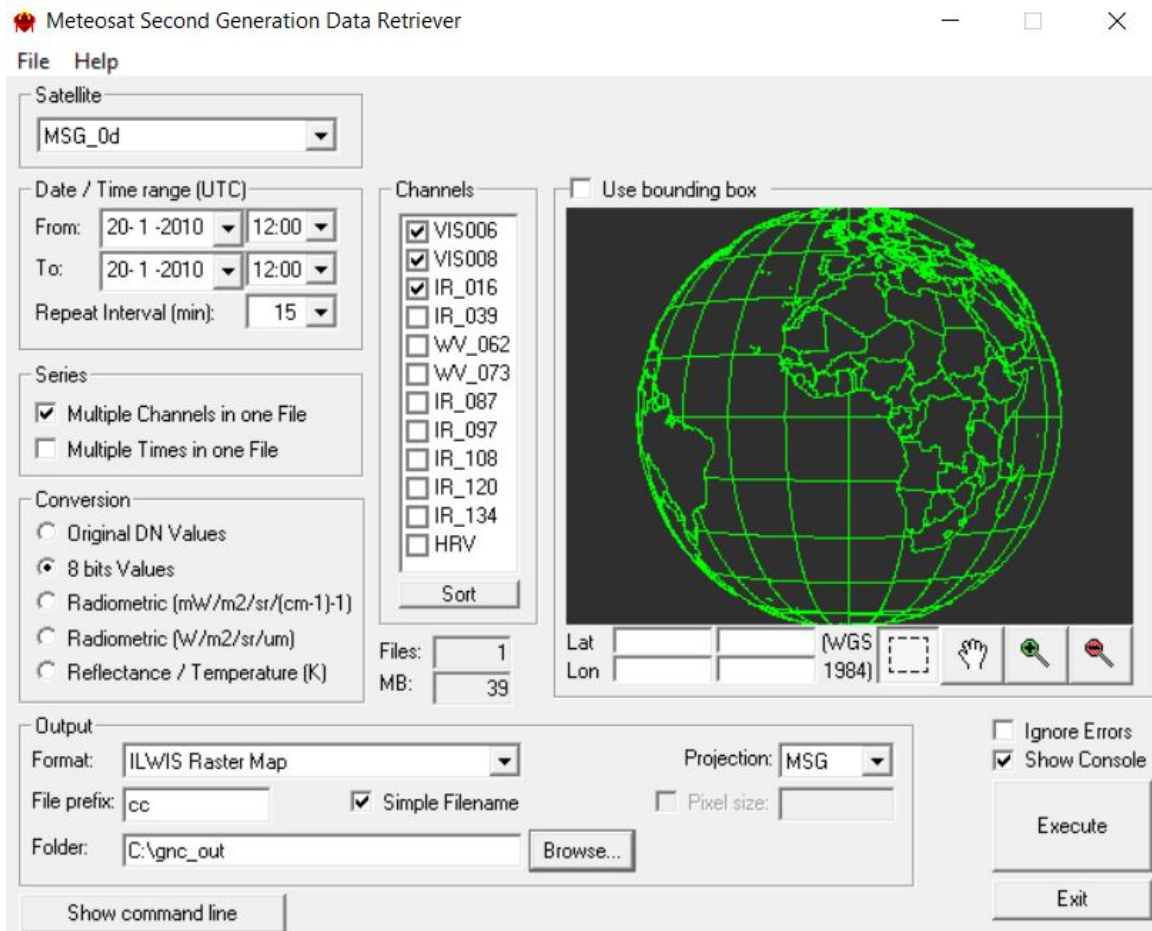 Meteosat Second Generation Data Retriever
File Help
Satellite
MSG_0d
Date / Time range (UTC)
From: 20- 1 -2010 12:00
To: 20- 1 -2010 12:00
Repeat Interval (min): 15
Series
Multiple Channels in one File
Multiple Times in one File
Conversion
Original DN Values
8 bits Values
Radiometric (mW/m2/sr/(cm-1)-1)
Radiometric (W/m2/sr/um)
Reflectance / Temperature (K)
Channels
VIS006
VIS008
IR_016
IR_039
WV_062
WV_073
IR_087
IR_097
IR_108
IR_120
IR_134
HRV
Sort
Files: 1
MB: 39
Use bounding box
Lat (WGS
Lon 1984)
Output
Format: ILWIS Raster Map Projection: MSG
File prefix: cc Simple Filename Pixel size:
Folder: C:\gnc_out Browse...
Ignore Errors
Show Console
Execute
Exit
Show command line